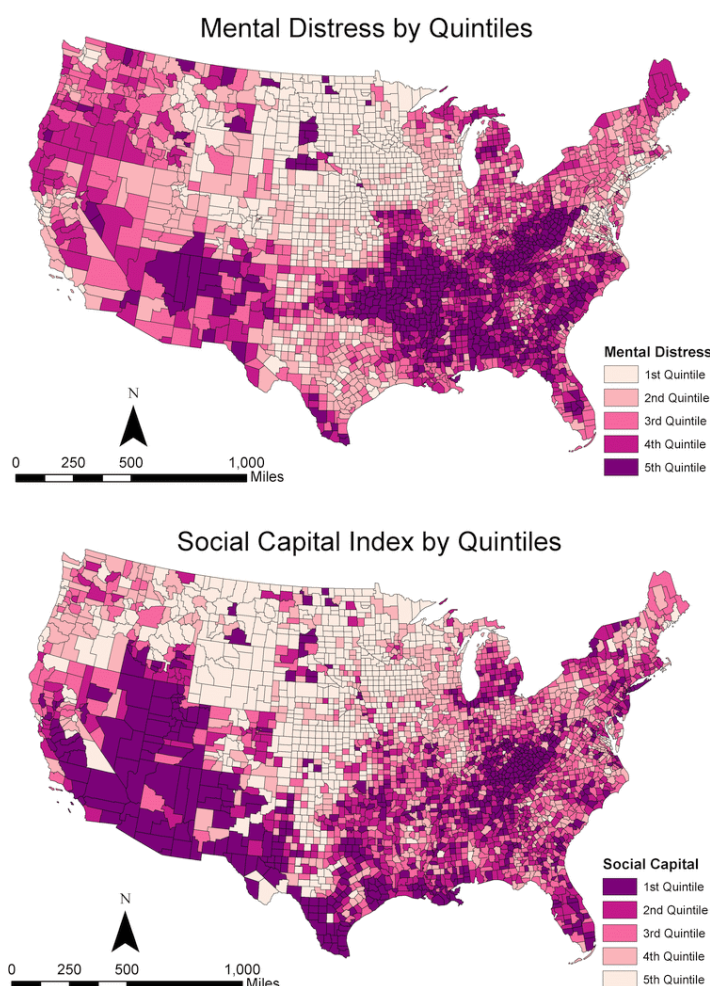 Mental Distress by Quintiles
N
0 250 500 1,000
Miles
Mental Distress
1st Quintile
2nd Quintile
3rd Quintile
4th Quintile
5th Quintile
Social Capital Index by Quintiles
N
0 250 500 1,000
Miles
Social Capital
1st Quintile
2nd Quintile
3rd Quintile
4th Quintile
5th Quintile